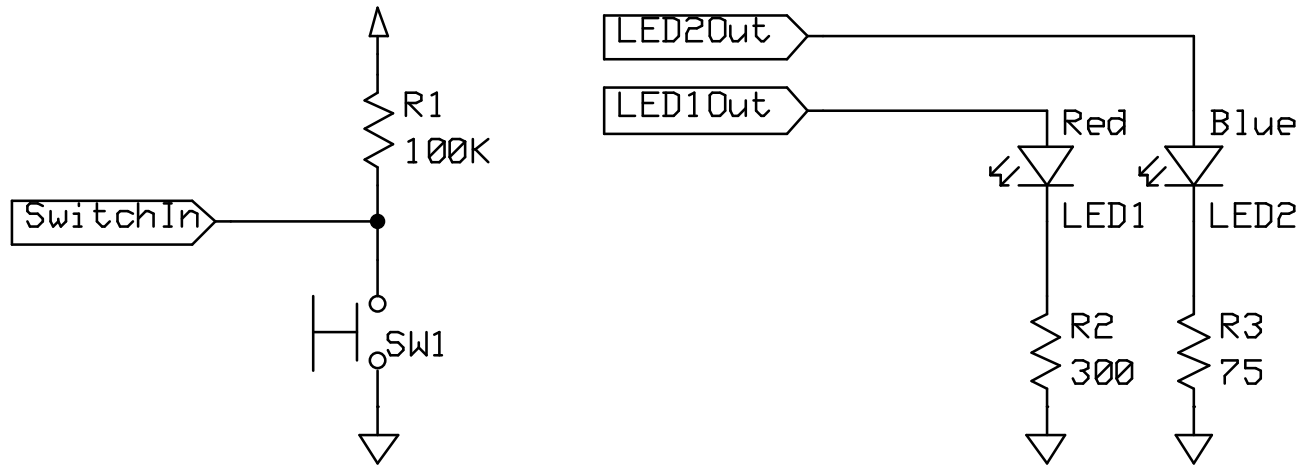 LED2Out
LED1Out
R1
100K
Red
Blue
SwitchIn
LED1
LED2
SW1
R2
300
R3
75